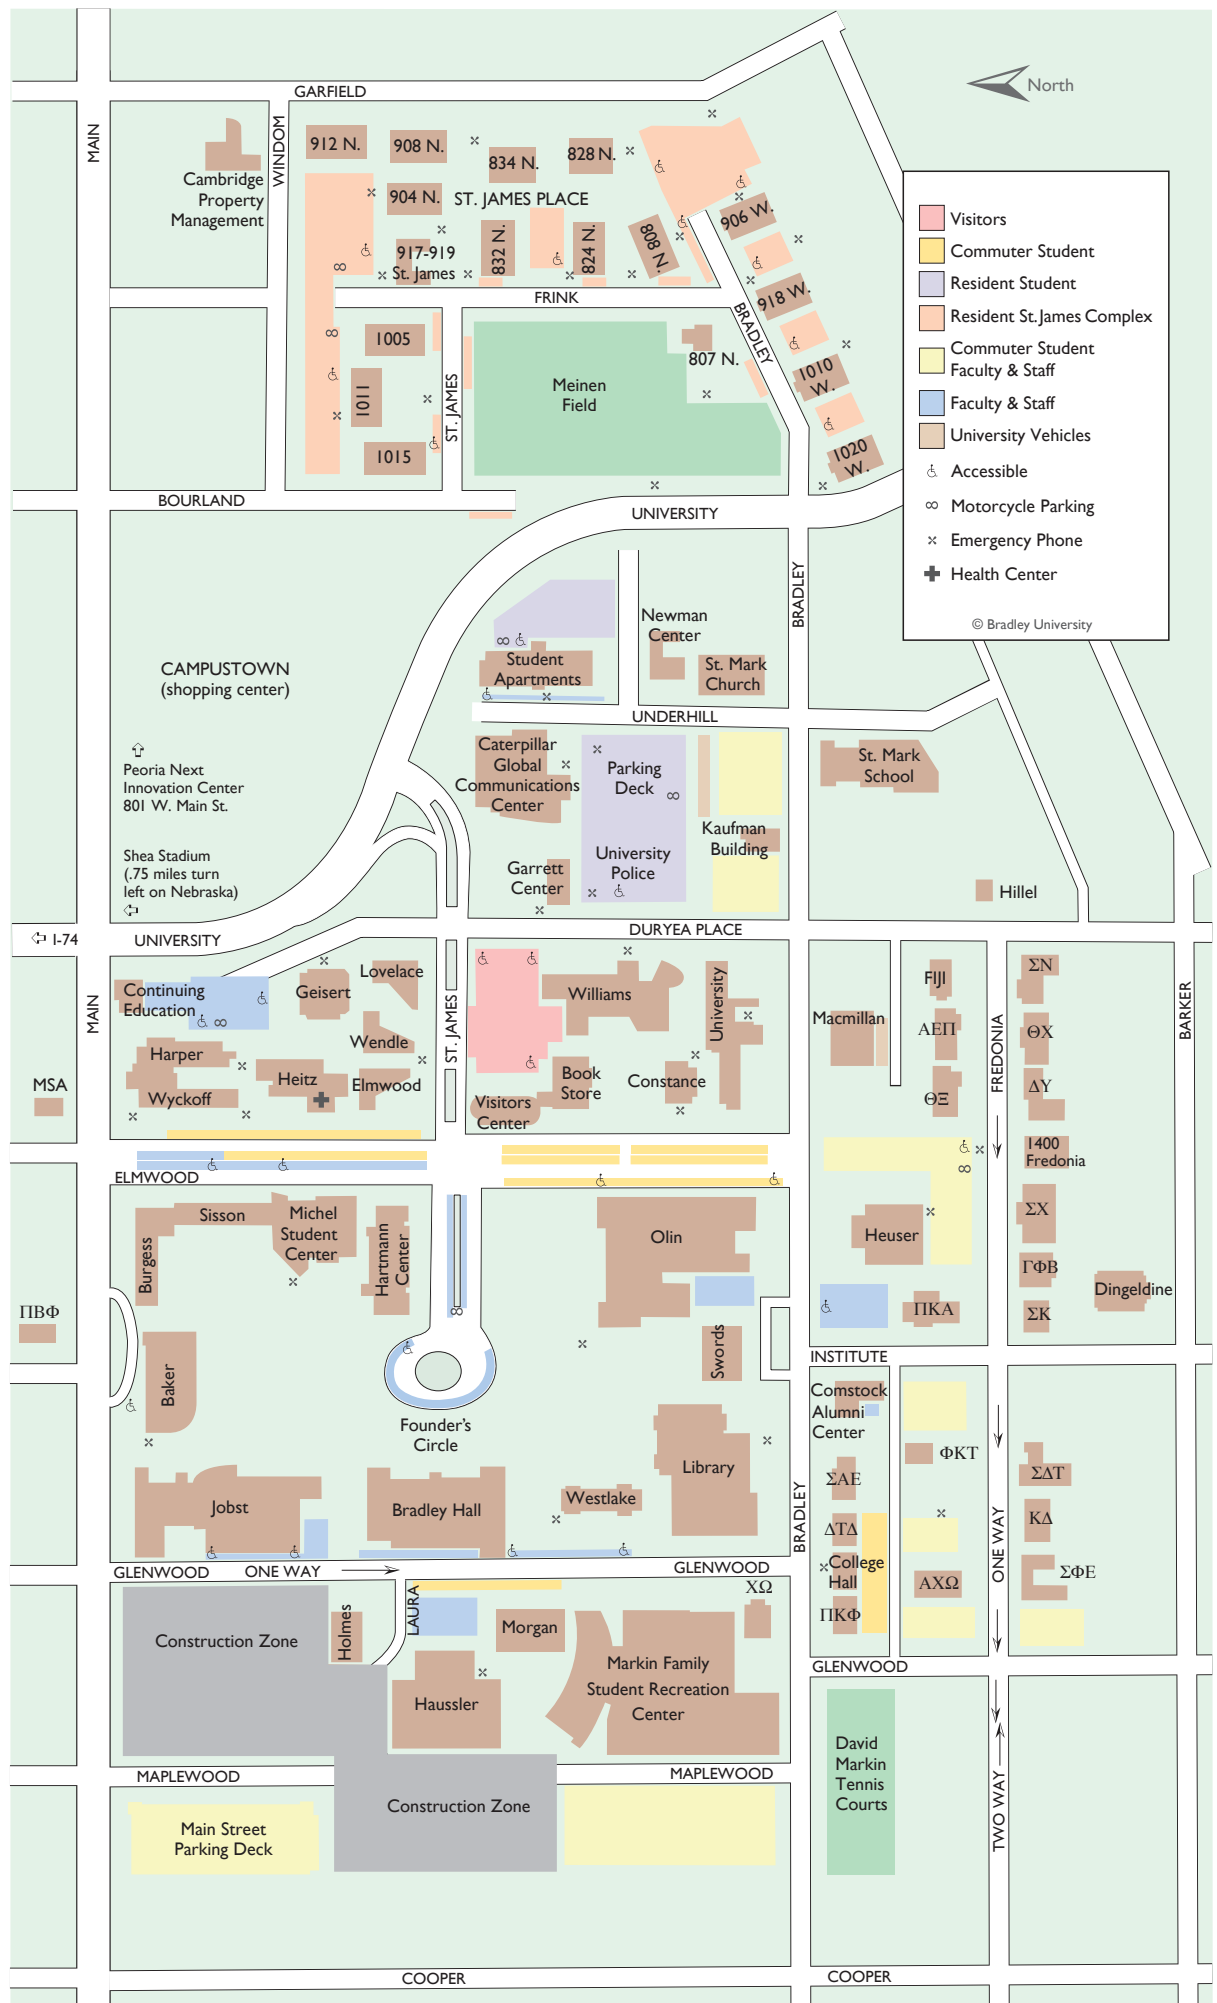 GARFIELD
North
MAIN
WINDOM
912 N.
908 N.
834 N.
828 N.
Cambridge
Property
Management
904 N.
ST. JAMES PLACE
906 W.
917-919
St. James
832 N.
824 N.
808 N.
918 W.
FRINK
BRADLEY
1005
807 N.
1010
W.
1011
ST. JAMES
Meinen
Field
1015
1020
W.
BOURLAND
UNIVERSITY
Visitors
Commuter Student
Resident Student
Resident St. James Complex
Commuter Student
Faculty & Staff
Faculty & Staff
University Vehicles
Accessible
Motorcycle Parking
Emergency Phone
Health Center
© Bradley University
BRADLEY
Newman
Center
CAMPUSTOWN
(shopping center)
Student
Apartments
St. Mark
Church
UNDERHILL
Peoria Next
Innovation Center
801 W. Main St.
Caterpillar
Global
Communications
Center
Parking
Deck
St. Mark
School
Kaufman
Building
Shea Stadium
(.75 miles turn
left on Nebraska)
Garrett
Center
University
Police
Hillel
I-74
UNIVERSITY
DURYEA PLACE
MAIN
Continuing
Education
Geisert
Lovelace
ST. JAMES
Williams
University
FIJI
ΣΝ
Macmillan
ΑΕΠ
FREDONIA
ΘΧ
BARKER
Harper
Wendle
MSA
Wyckoff
Heitz
Elmwood
Visitors
Center
Book
Store
Constance
ΘΞ
ΔΥ
1400
Fredonia
ELMWOOD
Burgess
Sisson
Michel
Student
Center
Hartmann
Center
Olin
Heuser
ΣΧ
ΓΦΒ
Dingeldine
ΠΒΦ
ΠΚΑ
ΣΚ
Baker
Swords
INSTITUTE
Founder's
Circle
Comstock
Alumni
Center
ΦΚΤ
Jobst
Bradley Hall
Westlake
Library
BRADLEY
ΣΑΕ
ΣΔΤ
ΔΤΔ
ΚΔ
GLENWOOD
ONE WAY
GLENWOOD
College
Hall
ΑΧΩ
ONE WAY
ΣΦΕ
ΧΩ
ΠΚΦ
Construction Zone
Holmes
LAURA
Morgan
Markin Family
Student Recreation
Center
GLENWOOD
Haussler
David
Markin
Tennis
Courts
TWO WAY
MAPLEWOOD
MAPLEWOOD
Main Street
Parking Deck
Construction Zone
COOPER
COOPER